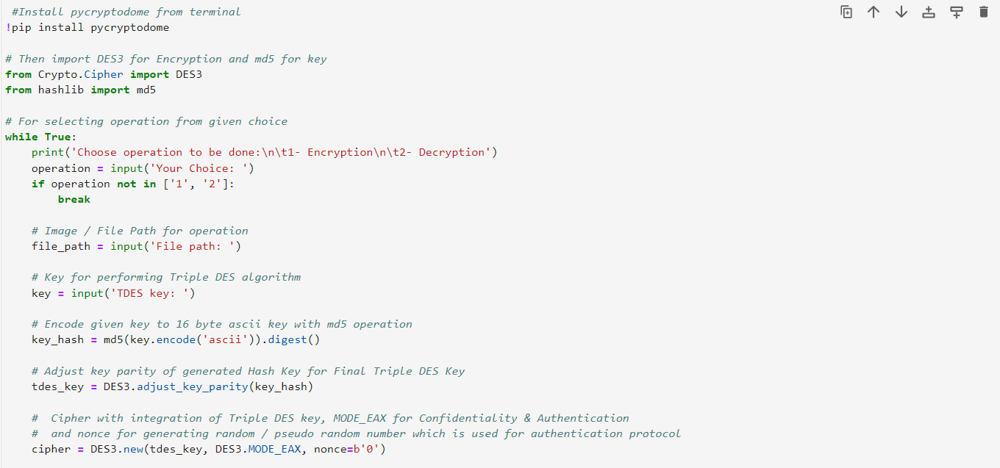 #Install pycryptodome from terminal
!pip install pycryptodome
# Then import DES3 for Encryption and md5 for key
from Crypto.Cipher import DES3
from hashlib import md5
# For selecting operation from given choice
while True:
    print('Choose operation to be done:\n\t1- Encryption\n\t2- Decryption')
    operation = input('Your Choice: ')
    if operation not in ['1', '2']:
        break
    # Image / File Path for operation
    file_path = input('File path: ')
    # Key for performing Triple DES algorithm
    key = input('TDES key: ')
    # Encode given key to 16 byte ascii key with md5 operation
    key_hash = md5(key.encode('ascii')).digest()
    # Adjust key parity of generated Hash Key for Final Triple DES Key
    tdes_key = DES3.adjust_key_parity(key_hash)
    #  Cipher with integration of Triple DES key, MODE_EAX for Confidentiality & Authentication
    #  and nonce for generating random / pseudo random number which is used for authentication protocol
    cipher = DES3.new(tdes_key, DES3.MODE_EAX, nonce=b'0')